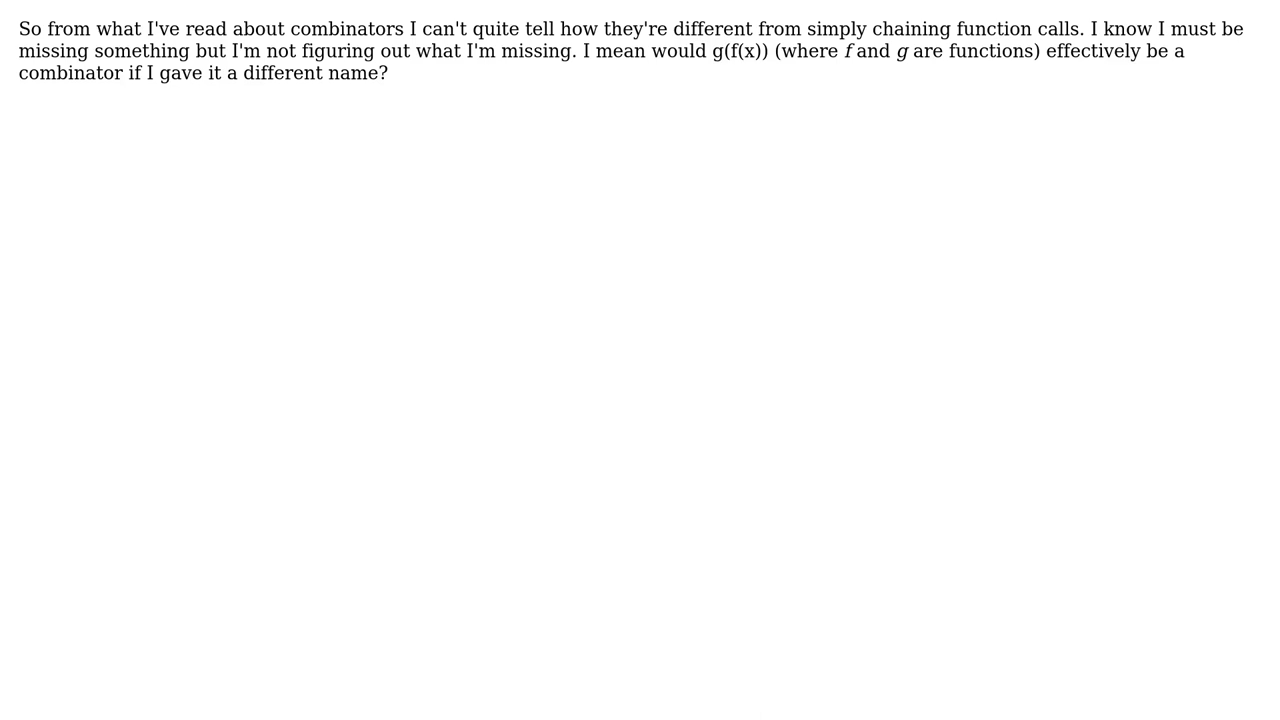 So from what I've read about combinators I can't quite tell how they're different from simply chaining function calls. I know I must be
missing something but I'm not figuring out what I'm missing. I mean would g(f(x)) (where f and g are functions) effectively be a
combinator if I gave it a different name?